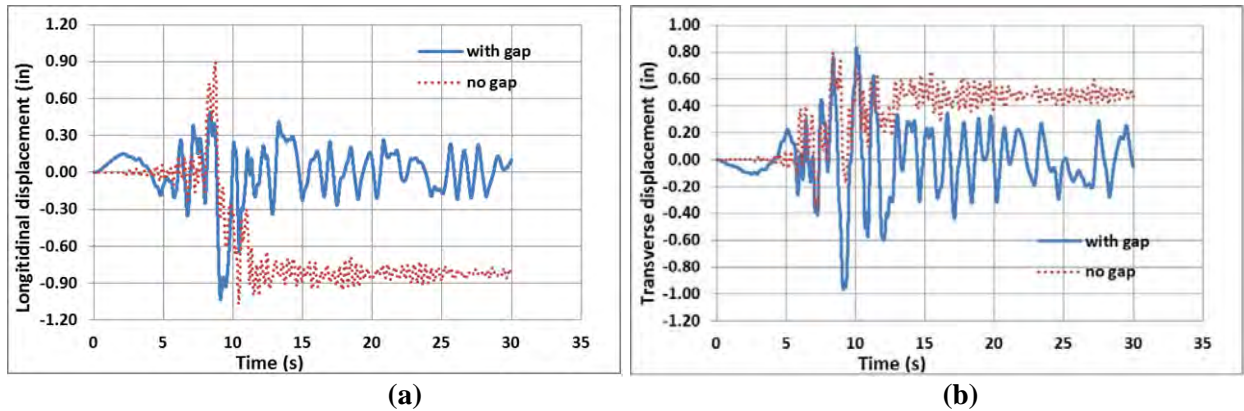 1.20
0.90
0.60
0.30
0.00
-0.30
-0.60
-0.90
-1.20
Longitidinal displacement (in)
with gap
no gap
0 5 10 15 20 25 30 35
Time (s)
(a)
1.00
0.80
0.60
0.40
0.20
0.00
-0.20
-0.40
-0.60
-0.80
-1.00
-1.20
Transverse displacement (in)
with gap
no gap
0 5 10 15 20 25 30 35
Time (s)
(b)